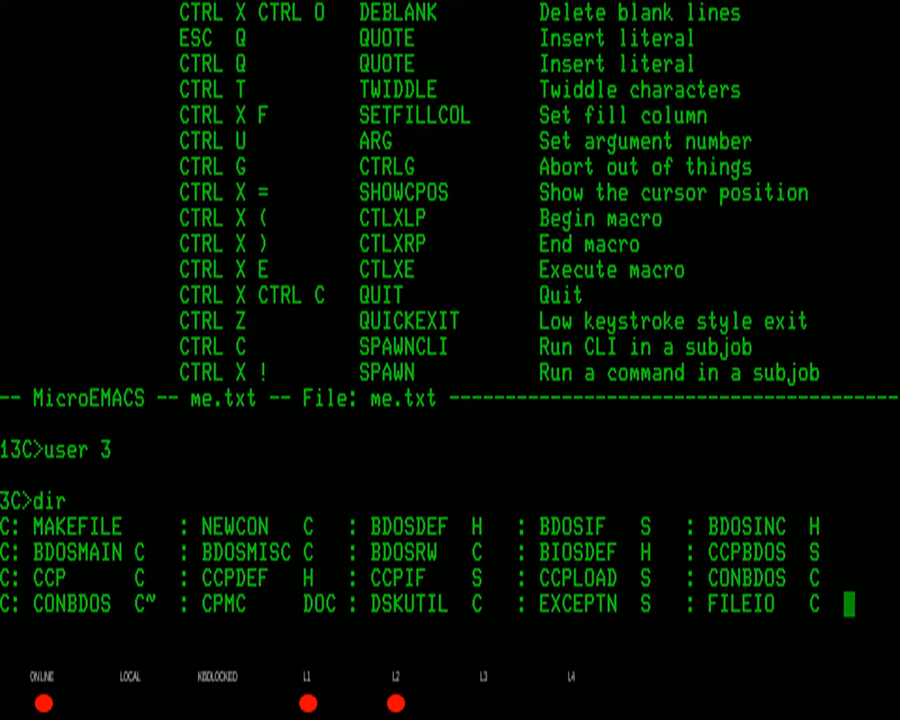 CTRL X CTRL O   DEBLANK         Delete blank lines
ESC  Q          QUOTE           Insert literal
CTRL Q          QUOTE           Insert literal
CTRL T          TWIDDLE         Twiddle characters
CTRL X F        SETFILLCOL      Set fill column
CTRL U          ARG             Set argument number
CTRL G          CTRLG           Abort out of things
CTRL X =        SHOWCPOS        Show the cursor position
CTRL X (        CTLXLP          Begin macro
CTRL X )        CTLXRP          End macro
CTRL X E        CTLXE           Execute macro
CTRL X CTRL C   QUIT            Quit
CTRL Z          QUICKEXIT       Low keystroke style exit
CTRL C          SPAWNCLI        Run CLI in a subjob
CTRL X !        SPAWN           Run a command in a subjob
-- MicroEMACS -- me.txt -- File: me.txt ----------------------------------------
13C>user 3
3C>dir
C: MAKEFILE     : NEWCON   C   : BDOSDEF  H   : BDOSIF   S   : BDOSINC  H
C: BDOSMAIN C   : BDOSMISC C   : BDOSRW   C   : BIOSDEF  H   : CCPBDOS  S
C: CCP      C   : CCPDEF   H   : CCPIF    S   : CCPLOAD  S   : CONBDOS  C
C: CONBDOS  C~  : CPMC     DOC : DSKUTIL  C   : EXCEPTN  S   : FILEIO   C
ONLINE LOCAL KBDLOCKED L1 L2 L3 L4